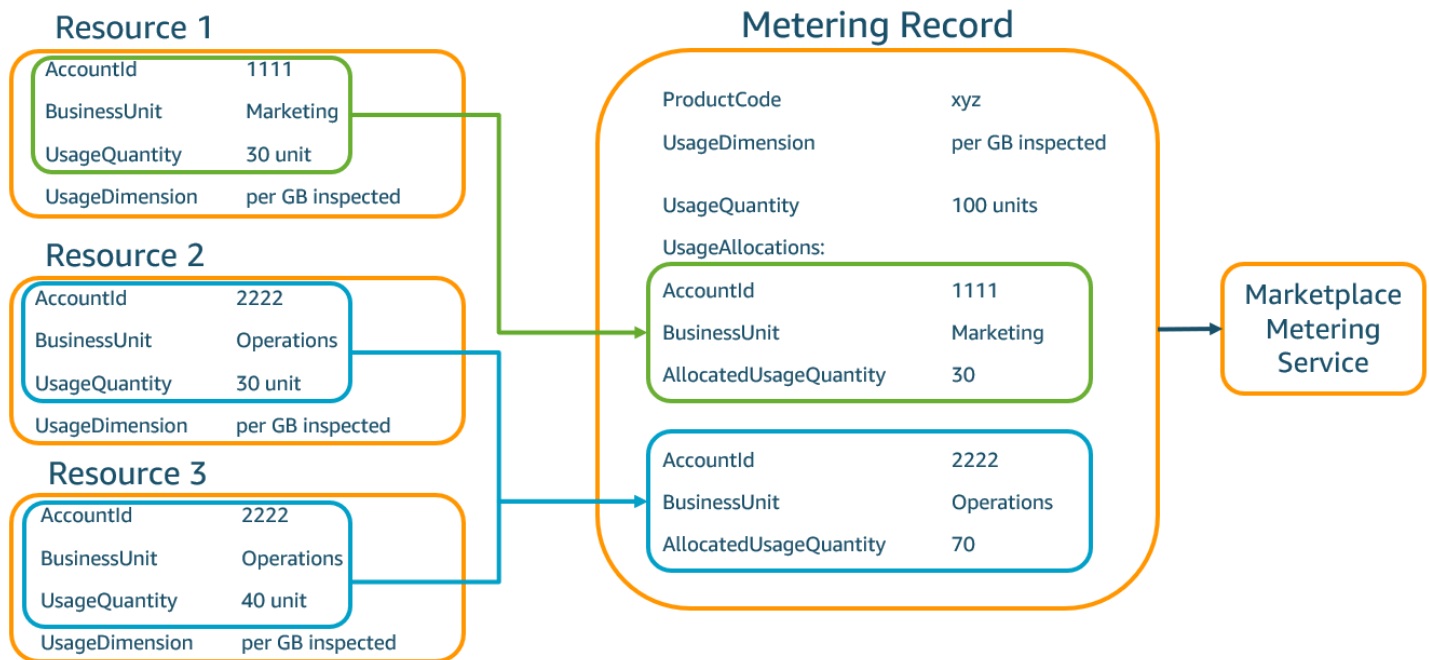 Resource 1
AccountId 1111
BusinessUnit Marketing
UsageQuantity 30 unit
UsageDimension per GB inspected
Resource 2
AccountId 2222
BusinessUnit Operations
UsageQuantity 30 unit
UsageDimension per GB inspected
Resource 3
AccountId 2222
BusinessUnit Operations
UsageQuantity 40 unit
UsageDimension per GB inspected
Metering Record
ProductCode xyz
UsageDimension per GB inspected
UsageQuantity 100 units
UsageAllocations:
AccountId 1111
BusinessUnit Marketing
AllocatedUsageQuantity 30
AccountId 2222
BusinessUnit Operations
AllocatedUsageQuantity 70
Marketplace
Metering
Service